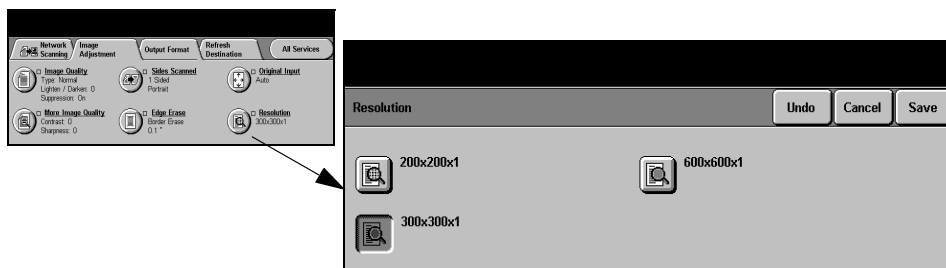 Network Scanning
Image Adjustment
Output Format
Refresh Destination
All Services
Image Quality
Type: Normal
Lighten / Darken: 0
Suppression: On
Sides Scanned
1 Sided
Portrait
Original Input
Auto
More Image Quality
Contrast: 0
Sharpness: 0
Edge Erase
Border Erase
0.1 "
Resolution
300x300x1
Resolution
Undo
Cancel
Save
200x200x1
600x600x1
300x300x1